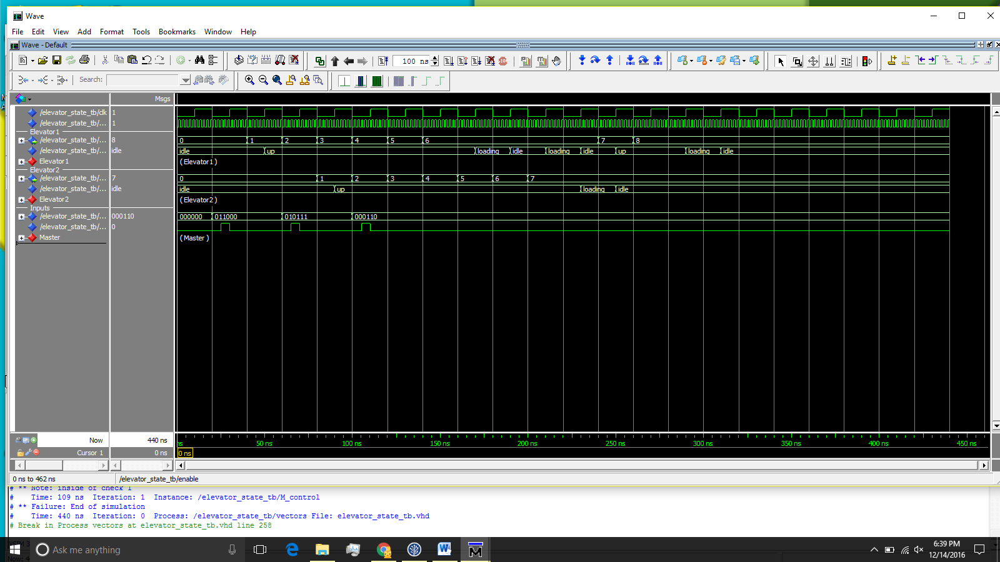 Wave
File Edit View Add Format Tools Bookmarks Window Help
Wave - Default
100 ns
Search:
Msgs
/elevator_state_tb/clk 1
/elevator_state_tb/... 1
Elevator1
/elevator_state_tb/... 8 0 1 2 3 4 5 6 7 8
/elevator_state_tb/... idle idle up loading idle loading idle up loading idle
Elevator1 ( Elevator1 )
Elevator2
/elevator_state_tb/... 7 0 1 2 3 4 5 6 7
/elevator_state_tb/... idle idle up loading idle
Elevator2 ( Elevator2 )
Inputs
/elevator_state_tb/... 000110 000000 011000 010111 000110
/elevator_state_tb/... 0
Master ( Master )
Now 440 ns ns 50 ns 100 ns 150 ns 200 ns 250 ns 300 ns 350 ns 400 ns 450 ns
Cursor 1 0 ns 0 ns
0 ns to 462 ns /elevator_state_tb/enable
# ** Note: inside of check 1
# Time: 109 ns Iteration: 1 Instance: /elevator_state_tb/M_control
# ** Failure: End of simulation
# Time: 440 ns Iteration: 0 Process: /elevator_state_tb/vectors File: elevator_state_tb.vhd
# Break in Process vectors at elevator_state_tb.vhd line 258
Ask me anything
6:39 PM
12/14/2016